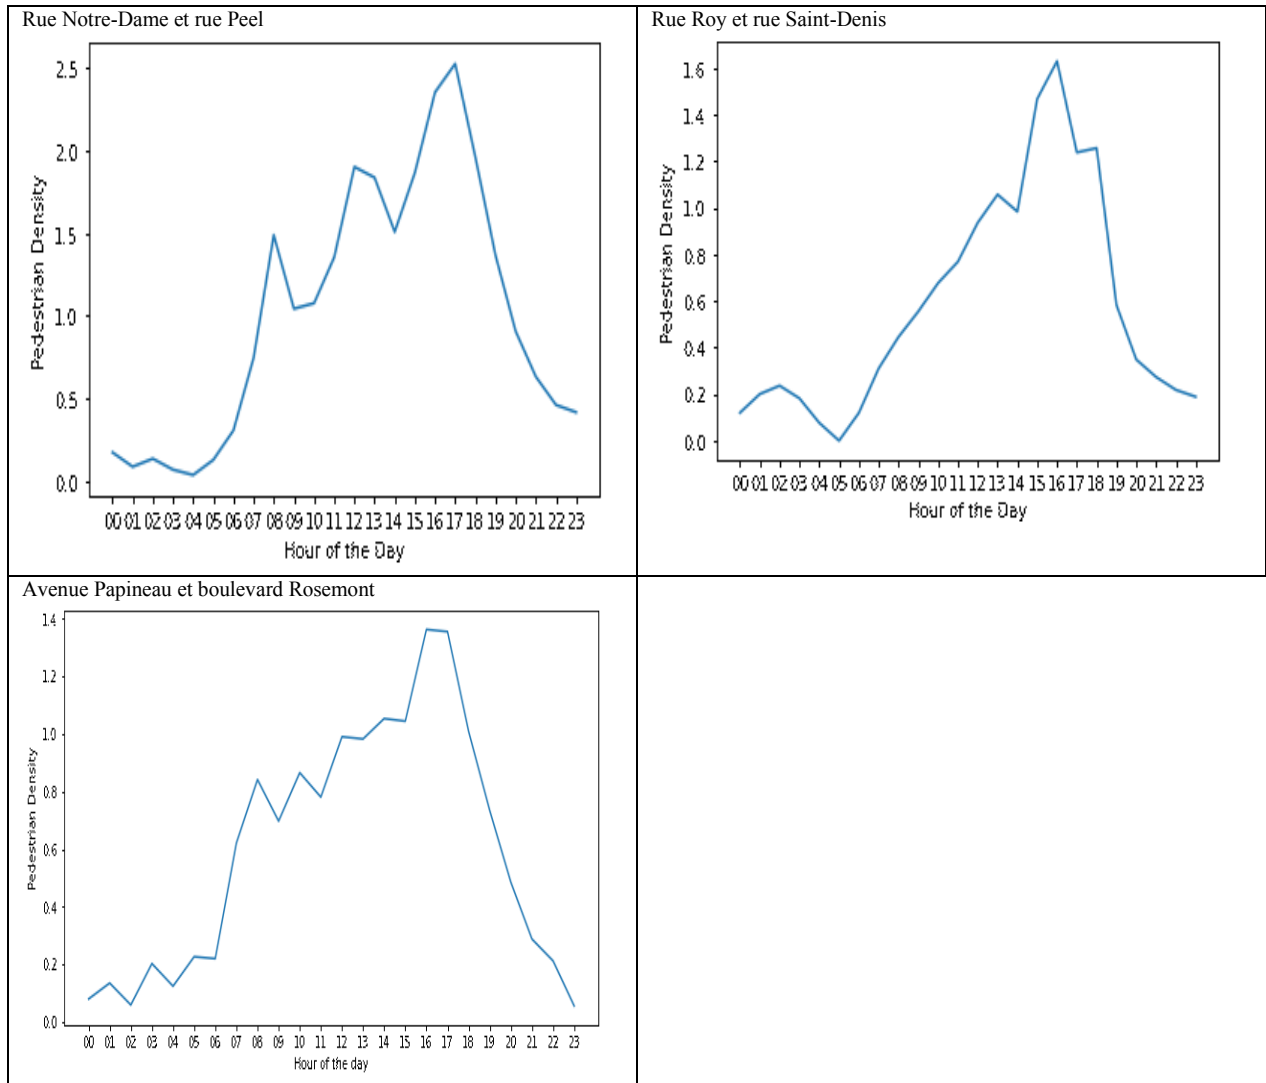 Rue Notre-Dame et rue Peel
2.5
2.0
1.5
1.0
0.5
0.0
Pedestrian Density
00 01 02 03 04 05 06 07 08 09 10 11 12 13 14 15 16 17 18 19 20 21 22 23
Hour of the Day
Rue Roy et rue Saint-Denis
1.6
1.4
1.2
1.0
0.8
0.6
0.4
0.2
0.0
Pedestrian Density
00 01 02 03 04 05 06 07 08 09 10 11 12 13 14 15 16 17 18 19 20 21 22 23
Hour of the Day
Avenue Papineau et boulevard Rosemont
1.4
1.2
1.0
0.8
0.6
0.4
0.2
0.0
Pedestrian Density
00 01 02 03 04 05 06 07 08 09 10 11 12 13 14 15 16 17 18 19 20 21 22 23
Hour of the day